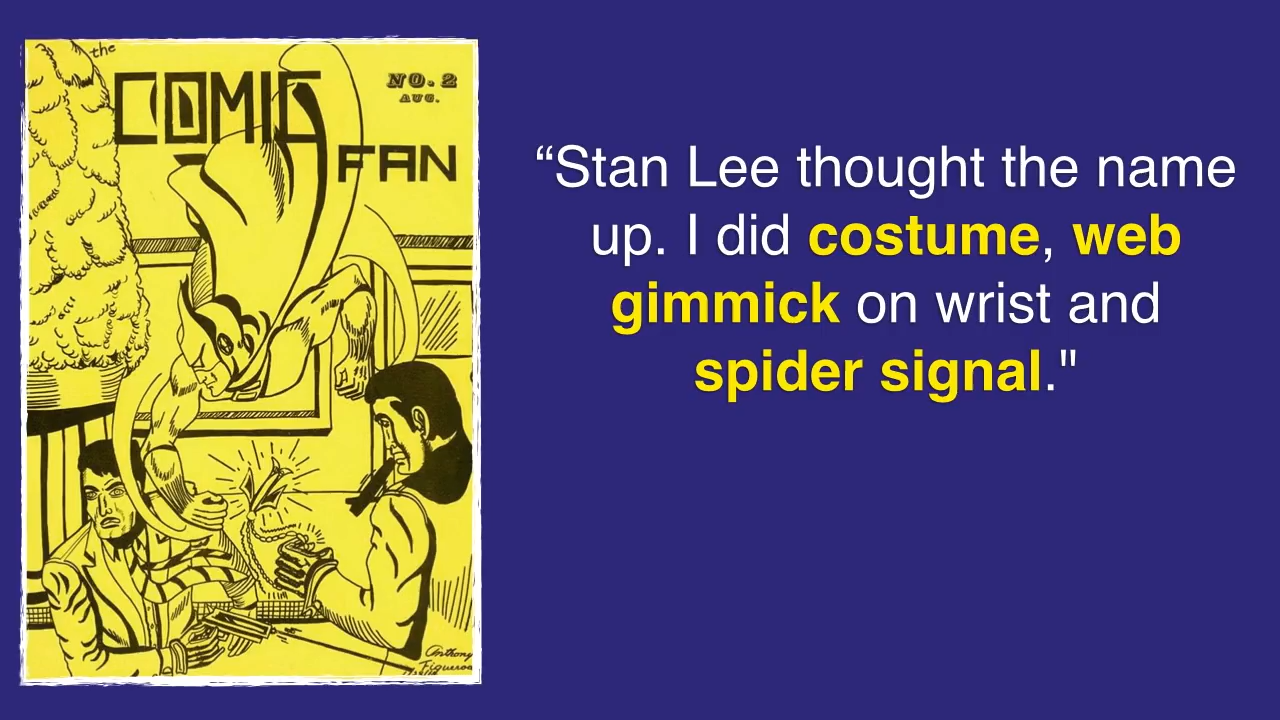 the
COMIC
FAN
NO. 2
AUG.
“Stan Lee thought the name
up. I did costume, web
gimmick on wrist and
spider signal."
Anthony